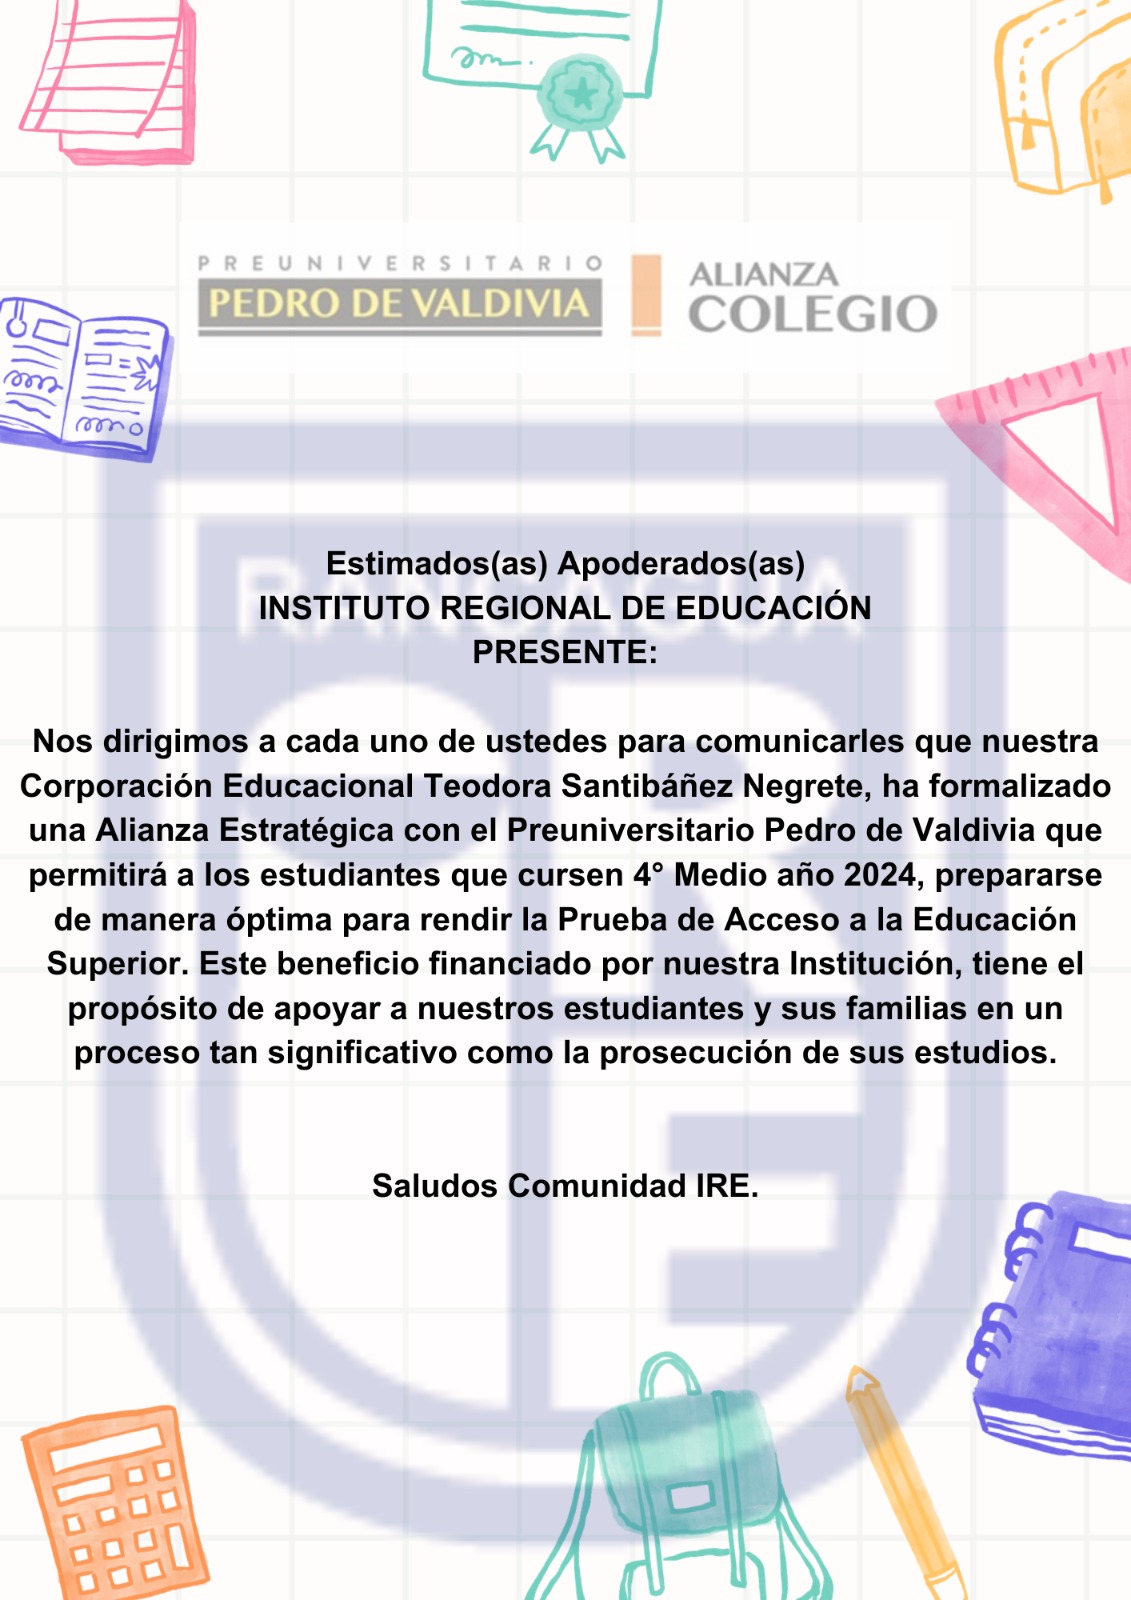 PREUNIVERSITARIO
PEDRO DE VALDIVIA
ALIANZA
COLEGIO
RANCAGUA
Estimados(as) Apoderados(as)
INSTITUTO REGIONAL DE EDUCACIÓN
PRESENTE:
Nos dirigimos a cada uno de ustedes para comunicarles que nuestra
Corporación Educacional Teodora Santibáñez Negrete, ha formalizado
una Alianza Estratégica con el Preuniversitario Pedro de Valdivia que
permitirá a los estudiantes que cursen 4° Medio año 2024, prepararse
de manera óptima para rendir la Prueba de Acceso a la Educación
Superior. Este beneficio financiado por nuestra Institución, tiene el
propósito de apoyar a nuestros estudiantes y sus familias en un
proceso tan significativo como la prosecución de sus estudios.
Saludos Comunidad IRE.